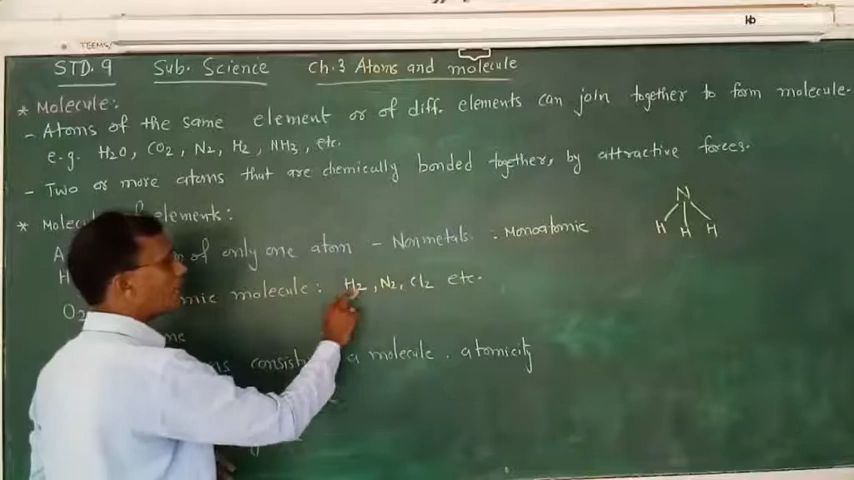 TEEMS
STD. 9 Sub. Science Ch. 3 Atoms and molecule
* Molecule:
- Atoms of the same element or of diff. elements can join together to form molecule.
e.g. H2O, CO2, N2, H2, NH3, etc.
- Two or more atoms that are chemically bonded together, by attractive forces.
N
H H H
* Molec elements:
A n of only one atom - Nonmetals. : Monoatomic
H mic molecule: H2, N2, Cl2 etc.
O2
me
consist a molecule. atomicity